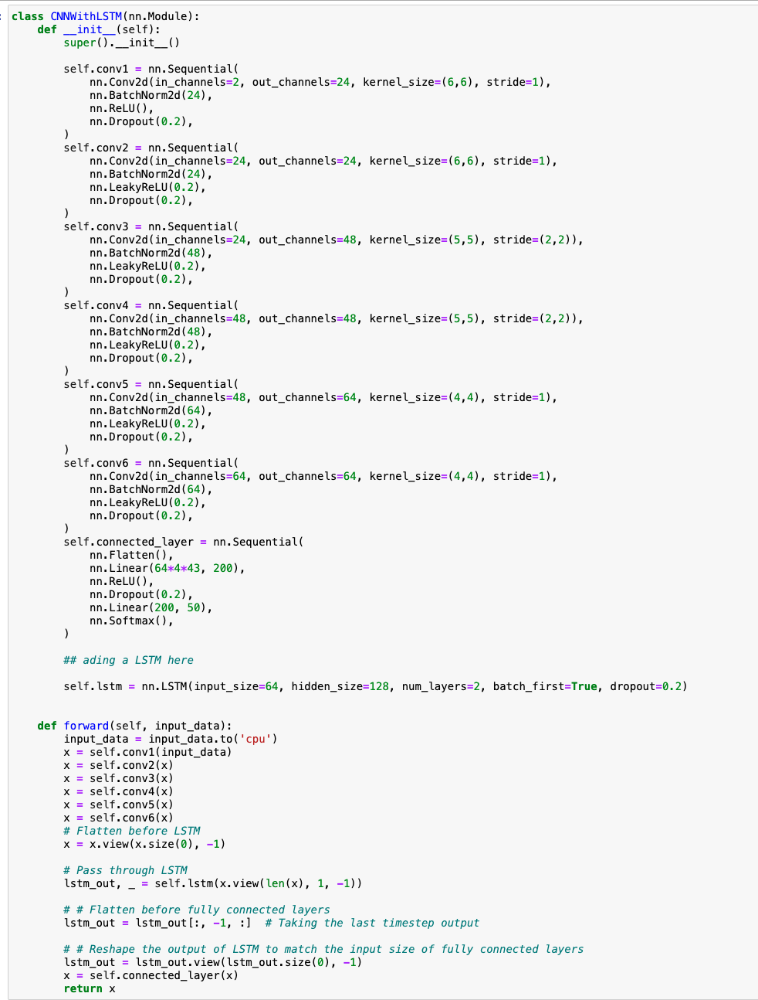 :
class CNNWithLSTM(nn.Module):
    def __init__(self):
        super().__init__()

        self.conv1 = nn.Sequential(
            nn.Conv2d(in_channels=2, out_channels=24, kernel_size=(6,6), stride=1),
            nn.BatchNorm2d(24),
            nn.ReLU(),
            nn.Dropout(0.2),
        )
        self.conv2 = nn.Sequential(
            nn.Conv2d(in_channels=24, out_channels=24, kernel_size=(6,6), stride=1),
            nn.BatchNorm2d(24),
            nn.LeakyReLU(0.2),
            nn.Dropout(0.2),
        )
        self.conv3 = nn.Sequential(
            nn.Conv2d(in_channels=24, out_channels=48, kernel_size=(5,5), stride=(2,2)),
            nn.BatchNorm2d(48),
            nn.LeakyReLU(0.2),
            nn.Dropout(0.2),
        )
        self.conv4 = nn.Sequential(
            nn.Conv2d(in_channels=48, out_channels=48, kernel_size=(5,5), stride=(2,2)),
            nn.BatchNorm2d(48),
            nn.LeakyReLU(0.2),
            nn.Dropout(0.2),
        )
        self.conv5 = nn.Sequential(
            nn.Conv2d(in_channels=48, out_channels=64, kernel_size=(4,4), stride=1),
            nn.BatchNorm2d(64),
            nn.LeakyReLU(0.2),
            nn.Dropout(0.2),
        )
        self.conv6 = nn.Sequential(
            nn.Conv2d(in_channels=64, out_channels=64, kernel_size=(4,4), stride=1),
            nn.BatchNorm2d(64),
            nn.LeakyReLU(0.2),
            nn.Dropout(0.2),
        )
        self.connected_layer = nn.Sequential(
            nn.Flatten(),
            nn.Linear(64*4*43, 200),
            nn.ReLU(),
            nn.Dropout(0.2),
            nn.Linear(200, 50),
            nn.Softmax(),
        )

        ## ading a LSTM here

        self.lstm = nn.LSTM(input_size=64, hidden_size=128, num_layers=2, batch_first=True, dropout=0.2)


    def forward(self, input_data):
        input_data = input_data.to('cpu')
        x = self.conv1(input_data)
        x = self.conv2(x)
        x = self.conv3(x)
        x = self.conv4(x)
        x = self.conv5(x)
        x = self.conv6(x)
        # Flatten before LSTM
        x = x.view(x.size(0), -1)

        # Pass through LSTM
        lstm_out, _ = self.lstm(x.view(len(x), 1, -1))

        # # Flatten before fully connected layers
        lstm_out = lstm_out[:, -1, :]  # Taking the last timestep output

        # # Reshape the output of LSTM to match the input size of fully connected layers
        lstm_out = lstm_out.view(lstm_out.size(0), -1)
        x = self.connected_layer(x)
        return x